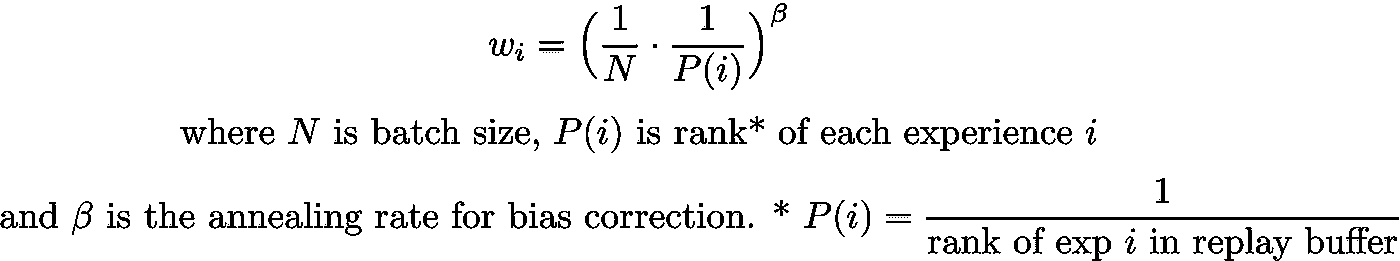 w_i = (1/N · 1/P(i))^β
where N is batch size, P(i) is rank* of each experience i
and β is the annealing rate for bias correction. * P(i) = 1/rank of exp i in replay buffer